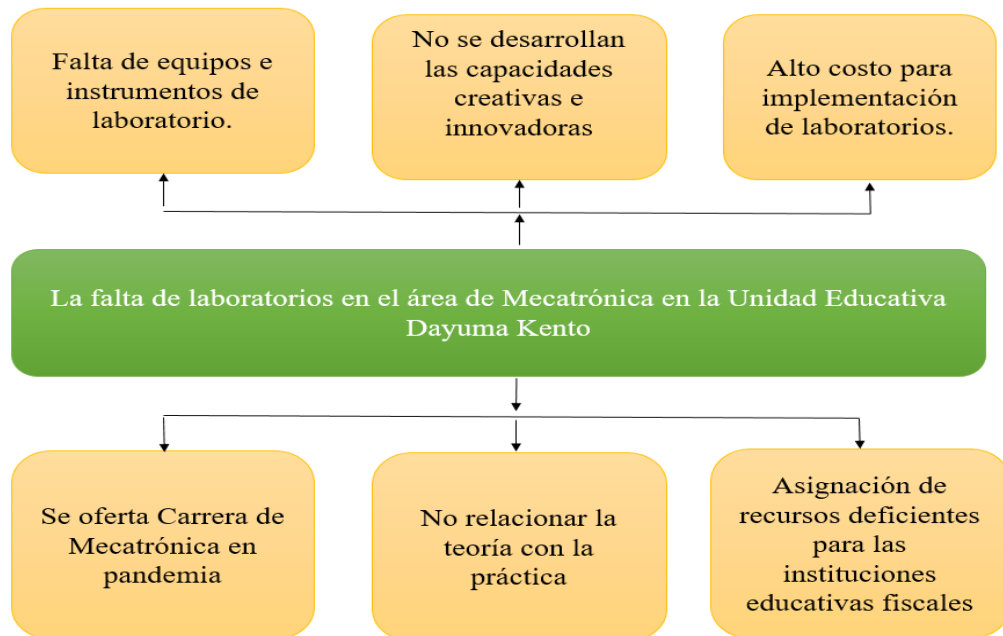 Falta de equipos e
instrumentos de
laboratorio.
No se desarrollan
las capacidades
creativas e
innovadoras
Alto costo para
implementación
de laboratorios.
La falta de laboratorios en el área de Mecatrónica en la Unidad Educativa
Dayuma Kento
Se oferta Carrera de
Mecatrónica en
pandemia
No relacionar la
teoría con la
práctica
Asignación de
recursos deficientes
para las
instituciones
educativas fiscales